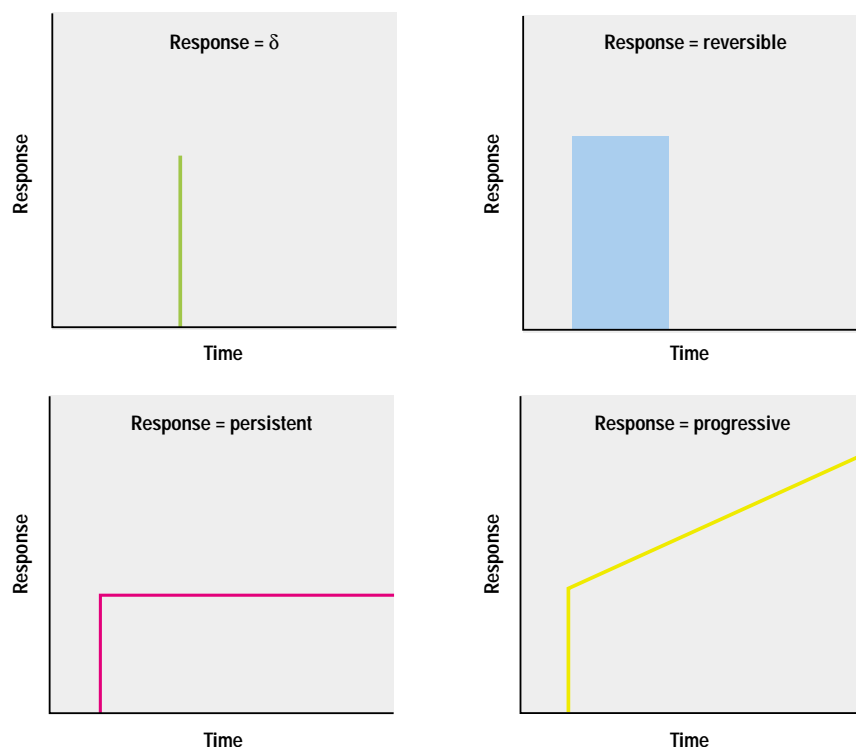 Response = δ
Response
Time
Response = reversible
Response
Time
Response = persistent
Response
Time
Response = progressive
Response
Time